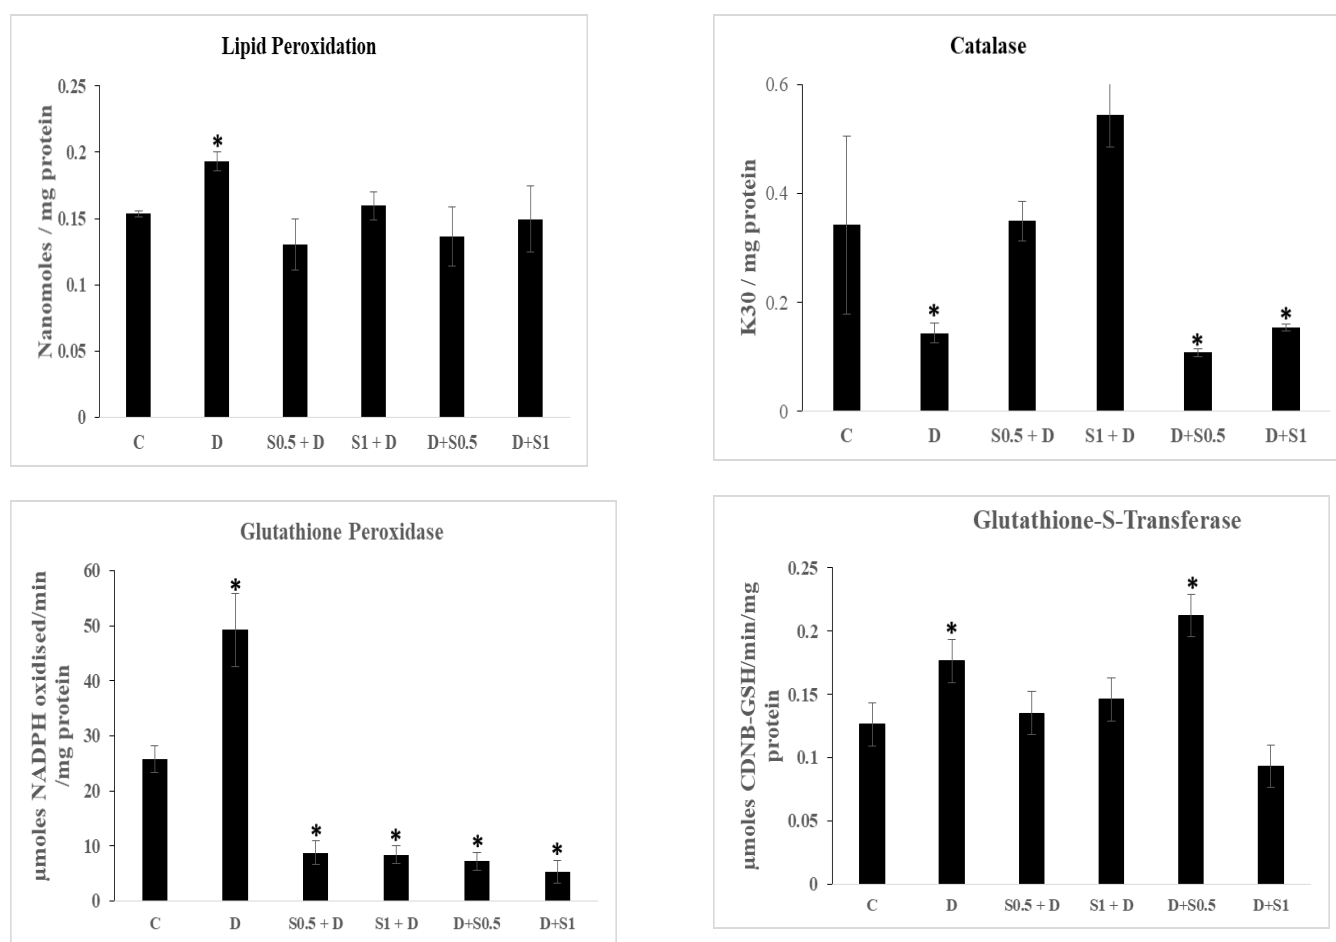 Lipid Peroxidation
Nanomoles / mg protein
0.25
0.2
0.15
0.1
0.05
0
*
C D S0.5 + D S1 + D D+S0.5 D+S1
Catalase
K30 / mg protein
0.6
0.4
0.2
0
* * *
C D S0.5 + D S1 + D D+S0.5 D+S1
Glutathione Peroxidase
µmoles NADPH oxidised/min
/mg protein
60
50
40
30
20
10
0
* * * * *
C D S0.5 + D S1 + D D+S0.5 D+S1
Glutathione-S-Transferase
µmoles CDNB-GSH/min/mg
protein
0.25
0.2
0.15
0.1
0.05
0
* *
C D S0.5 + D S1 + D D+S0.5 D+S1